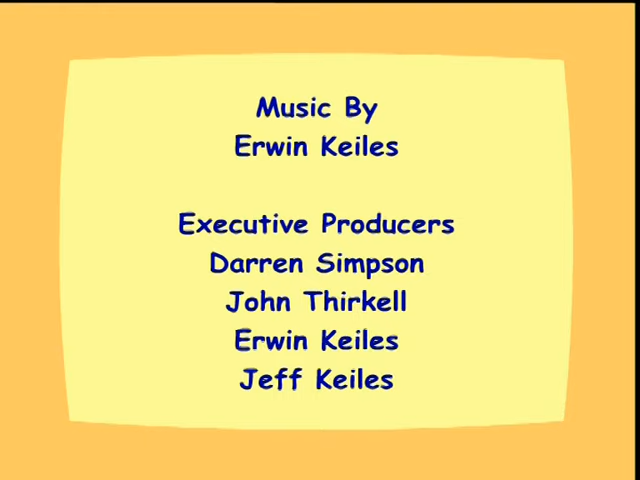 Music By
Erwin Keiles
Executive Producers
Darren Simpson
John Thirkell
Erwin Keiles
Jeff Keiles